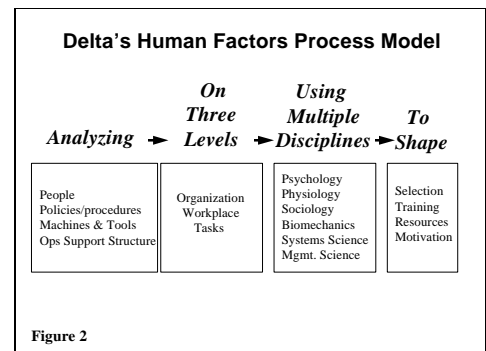 Delta's Human Factors Process Model
Analyzing
On
Three
Levels
Using
Multiple
Disciplines
To
Shape
People
Policies/procedures
Machines & Tools
Ops Support Structure
Organization
Workplace
Tasks
Psychology
Physiology
Sociology
Biomechanics
Systems Science
Mgmt. Science
Selection
Training
Resources
Motivation
Figure 2